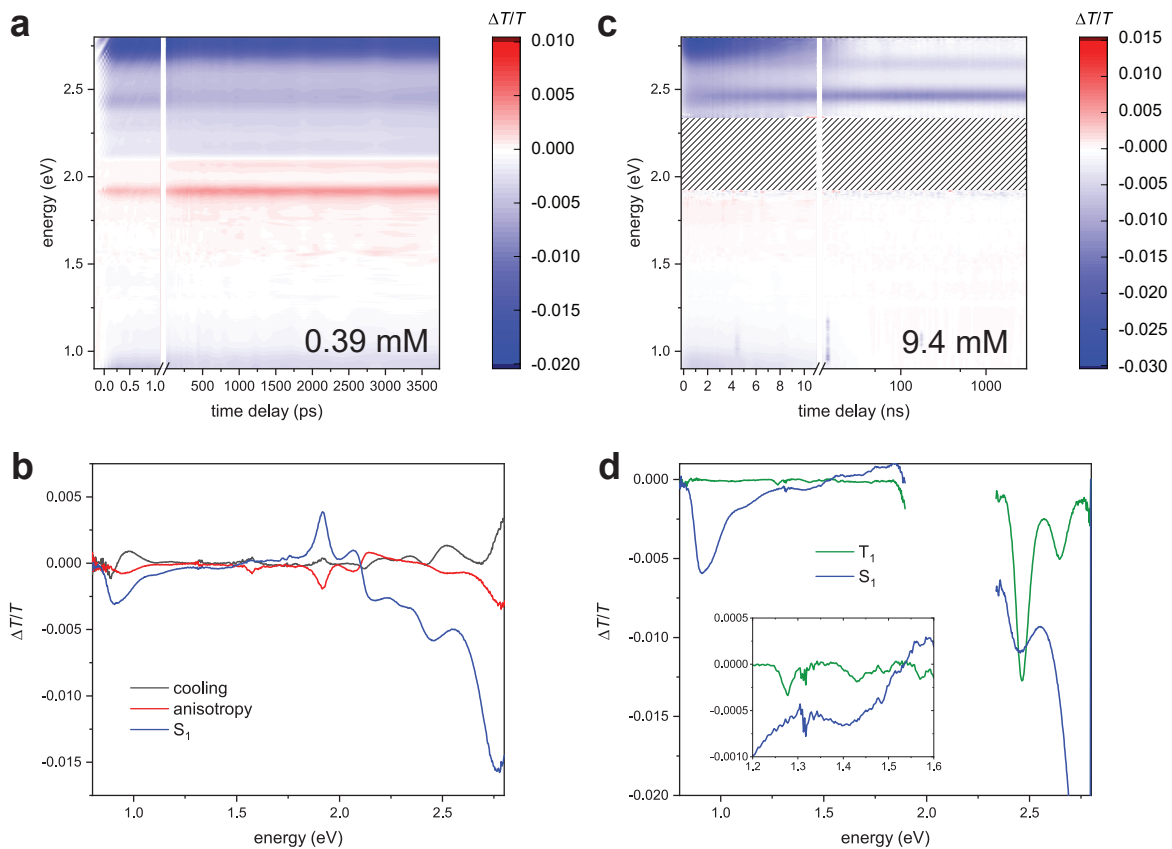 a
ΔT/T
energy (eV)
2.5
2.0
1.5
1.0
0.39 mM
0.0 0.5 1.0 500 1000 1500 2000 2500 3000 3500
time delay (ps)
0.010
0.005
0.000
-0.005
-0.010
-0.015
-0.020
c
ΔT/T
energy (eV)
2.5
2.0
1.5
1.0
9.4 mM
0 2 4 6 8 10 100 1000
time delay (ns)
0.015
0.010
0.005
0.000
-0.005
-0.010
-0.015
-0.020
-0.025
-0.030
b
ΔT/T
0.005
0.000
-0.005
-0.010
-0.015
cooling
anisotropy
S₁
1.0 1.5 2.0 2.5
energy (eV)
d
ΔT/T
0.000
-0.005
-0.010
-0.015
-0.020
T₁
S₁
0.0005
0.0000
-0.0005
-0.0010
1.2 1.3 1.4 1.5 1.6
1.0 1.5 2.0 2.5
energy (eV)